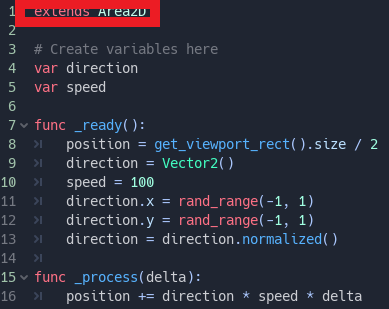 1 extends Area2D
2
3 # Create variables here
4 var direction
5 var speed
6
7 func _ready():
8 position = get_viewport_rect().size / 2
9 direction = Vector2()
10 speed = 100
11 direction.x = rand_range(-1, 1)
12 direction.y = rand_range(-1, 1)
13 direction = direction.normalized()
14
15 func _process(delta):
16 position += direction * speed * delta